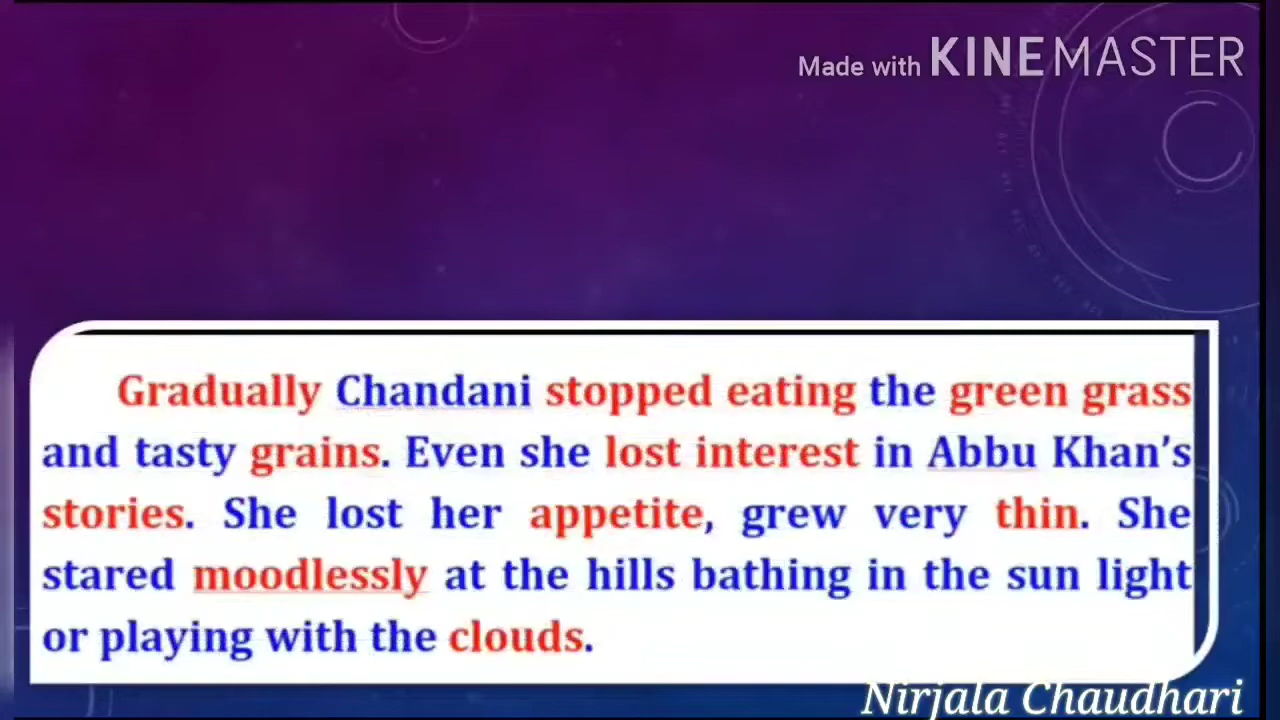 Made with KINEMASTER
Gradually Chandani stopped eating the green grass
and tasty grains. Even she lost interest in Abbu Khan’s
stories. She lost her appetite, grew very thin. She
stared moodlessly at the hills bathing in the sun light
or playing with the clouds.
Nirjala Chaudhari